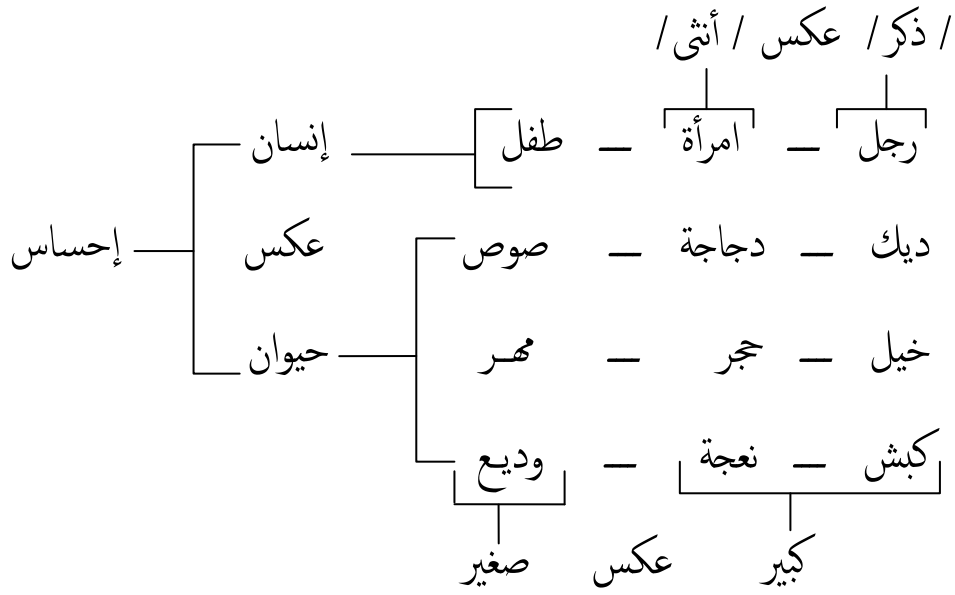 / ذكر / عكس / أنثى /
رجل – امرأة – طفل إنسان
ديك – دجاجة – صوص عكس إحساس
خيل – حجر – مهر حيوان
كبش – نعجة – وديع
كبير عكس صغير